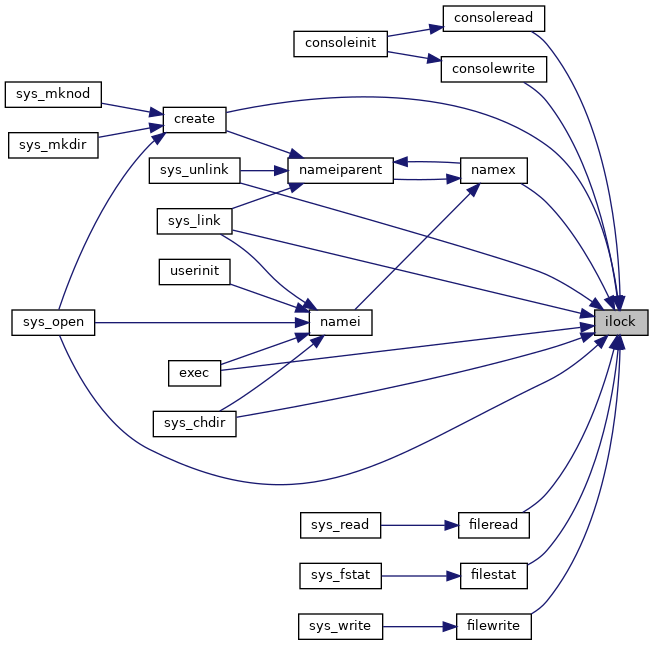 consoleread
consoleinit
consolewrite
sys_mknod
create
sys_mkdir
sys_unlink
nameiparent
namex
sys_link
userinit
sys_open
namei
ilock
exec
sys_chdir
sys_read
fileread
sys_fstat
filestat
sys_write
filewrite